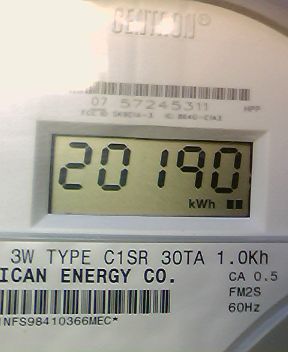 CENTRON®
07 57245311 HPP
20190
kWh
3W TYPE C1SR 30TA 1.0Kh
ICAN ENERGY CO.
CA 0.5
FM2S
60Hz
NFS98410366MEC*